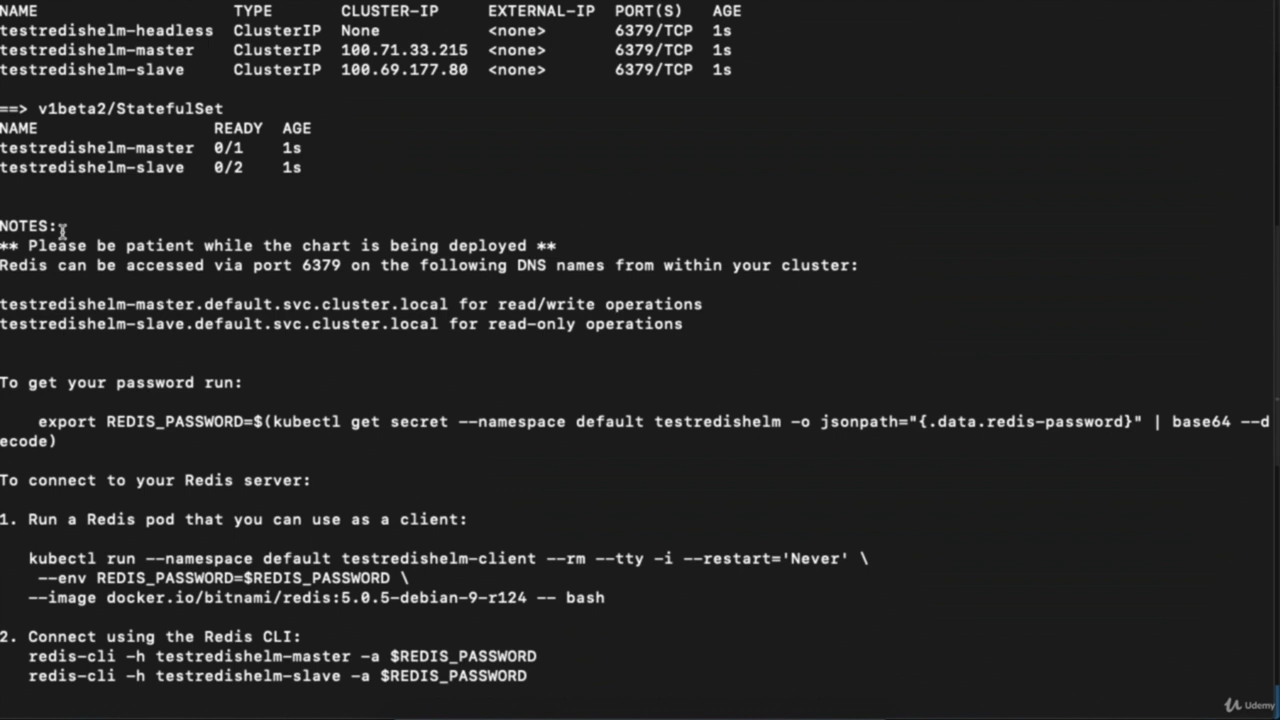 NAME TYPE CLUSTER-IP EXTERNAL-IP PORT(S) AGE
testredishelm-headless ClusterIP None <none> 6379/TCP 1s
testredishelm-master ClusterIP 100.71.33.215 <none> 6379/TCP 1s
testredishelm-slave ClusterIP 100.69.177.80 <none> 6379/TCP 1s
==> v1beta2/StatefulSet
NAME READY AGE
testredishelm-master 0/1 1s
testredishelm-slave 0/2 1s
NOTES:
** Please be patient while the chart is being deployed **
Redis can be accessed via port 6379 on the following DNS names from within your cluster:
testredishelm-master.default.svc.cluster.local for read/write operations
testredishelm-slave.default.svc.cluster.local for read-only operations
To get your password run:
export REDIS_PASSWORD=$(kubectl get secret --namespace default testredishelm -o jsonpath="{.data.redis-password}" | base64 --d
ecode)
To connect to your Redis server:
1. Run a Redis pod that you can use as a client:
kubectl run --namespace default testredishelm-client --rm --tty -i --restart='Never' \
--env REDIS_PASSWORD=$REDIS_PASSWORD \
--image docker.io/bitnami/redis:5.0.5-debian-9-r124 -- bash
2. Connect using the Redis CLI:
redis-cli -h testredishelm-master -a $REDIS_PASSWORD
redis-cli -h testredishelm-slave -a $REDIS_PASSWORD
Udemy